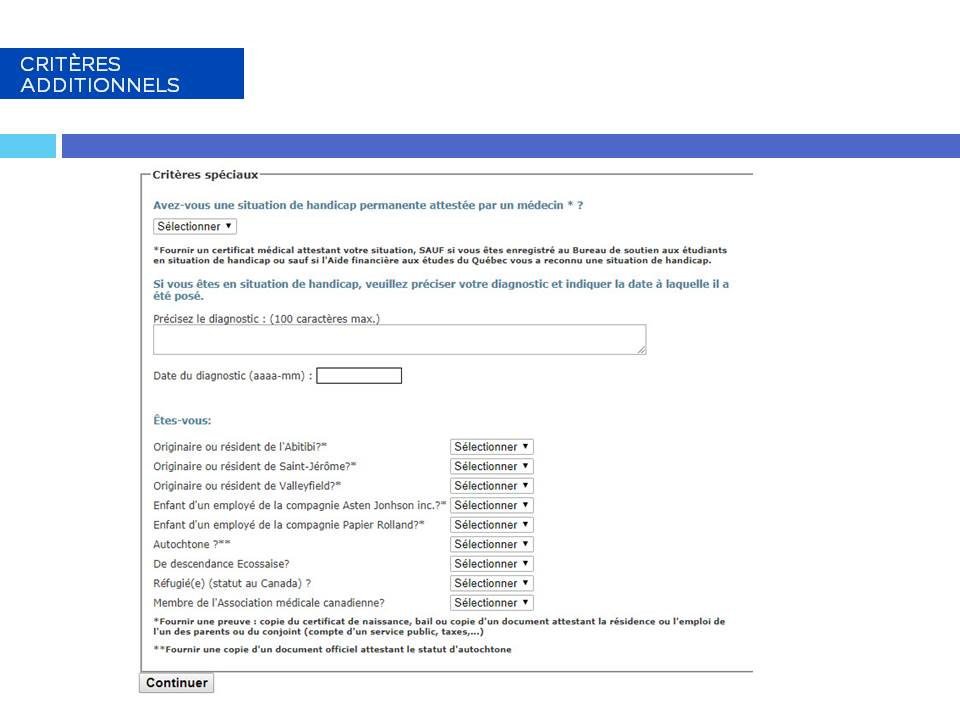 CRITÈRES
ADDITIONNELS
Critères spéciaux
Avez-vous une situation de handicap permanente attestée par un médecin * ?
Sélectionner ▼
*Fournir un certificat médical attestant votre situation, SAUF si vous êtes enregistré au Bureau de soutien aux étudiants
en situation de handicap ou sauf si l'Aide financière aux études du Québec vous a reconnu une situation de handicap.
Si vous êtes en situation de handicap, veuillez préciser votre diagnostic et indiquer la date à laquelle il a
été posé.
Précisez le diagnostic : (100 caractères max.)
Date du diagnostic (aaaa-mm) :
Êtes-vous:
Originaire ou résident de l'Abitibi?* Sélectionner ▼
Originaire ou résident de Saint-Jérôme?* Sélectionner ▼
Originaire ou résident de Valleyfield?* Sélectionner ▼
Enfant d'un employé de la compagnie Asten Jonhson inc.?* Sélectionner ▼
Enfant d'un employé de la compagnie Papier Rolland?* Sélectionner ▼
Autochtone ?** Sélectionner ▼
De descendance Ecossaise? Sélectionner ▼
Réfugié(e) (statut au Canada) ? Sélectionner ▼
Membre de l'Association médicale canadienne? Sélectionner ▼
*Fournir une preuve : copie du certificat de naissance, bail ou copie d'un document attestant la résidence ou l'emploi de
l'un des parents ou du conjoint (compte d'un service public, taxes,...)
**Fournir une copie d'un document officiel attestant le statut d'autochtone
Continuer